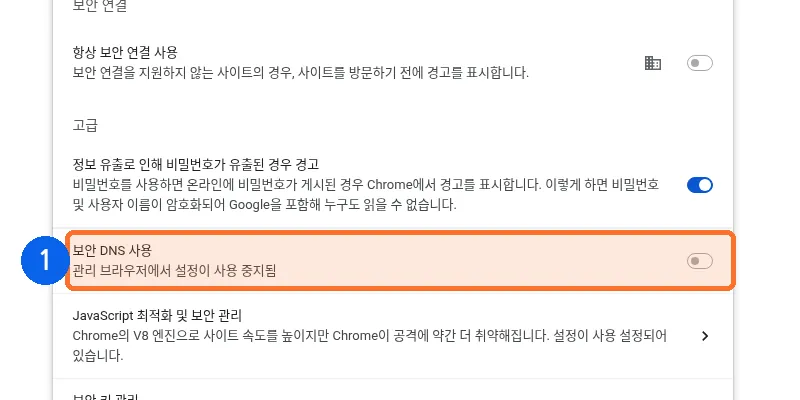 보안 연결
항상 보안 연결 사용
보안 연결을 지원하지 않는 사이트의 경우, 사이트를 방문하기 전에 경고를 표시합니다.
고급
정보 유출로 인해 비밀번호가 유출된 경우 경고
비밀번호를 사용하면 온라인에 비밀번호가 게시된 경우 Chrome에서 경고를 표시합니다. 이렇게 하면 비밀번호
및 사용자 이름이 암호화되어 Google을 포함해 누구도 읽을 수 없습니다.
1
보안 DNS 사용
관리 브라우저에서 설정이 사용 중지됨
JavaScript 최적화 및 보안 관리
Chrome의 V8 엔진으로 사이트 속도를 높이지만 Chrome이 공격에 약간 더 취약해집니다. 설정이 사용 설정되어
있습니다.
보안 키 관리